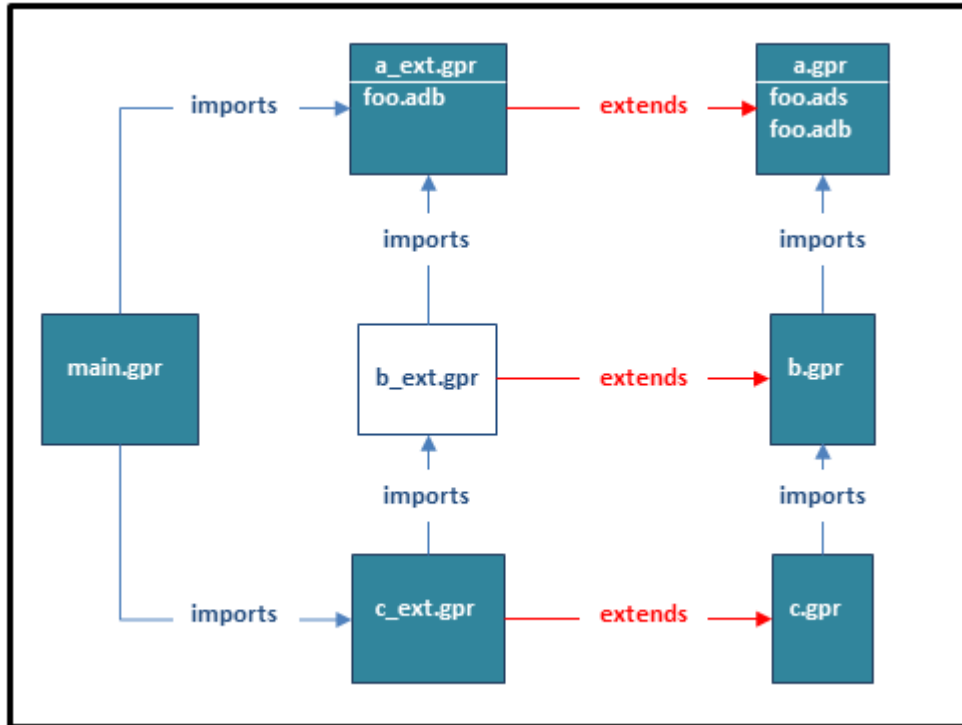 a_ext.gpr
foo.adb
a.gpr
foo.ads
foo.adb
imports
extends
imports
imports
main.gpr
b_ext.gpr
extends
b.gpr
imports
imports
imports
c_ext.gpr
extends
c.gpr